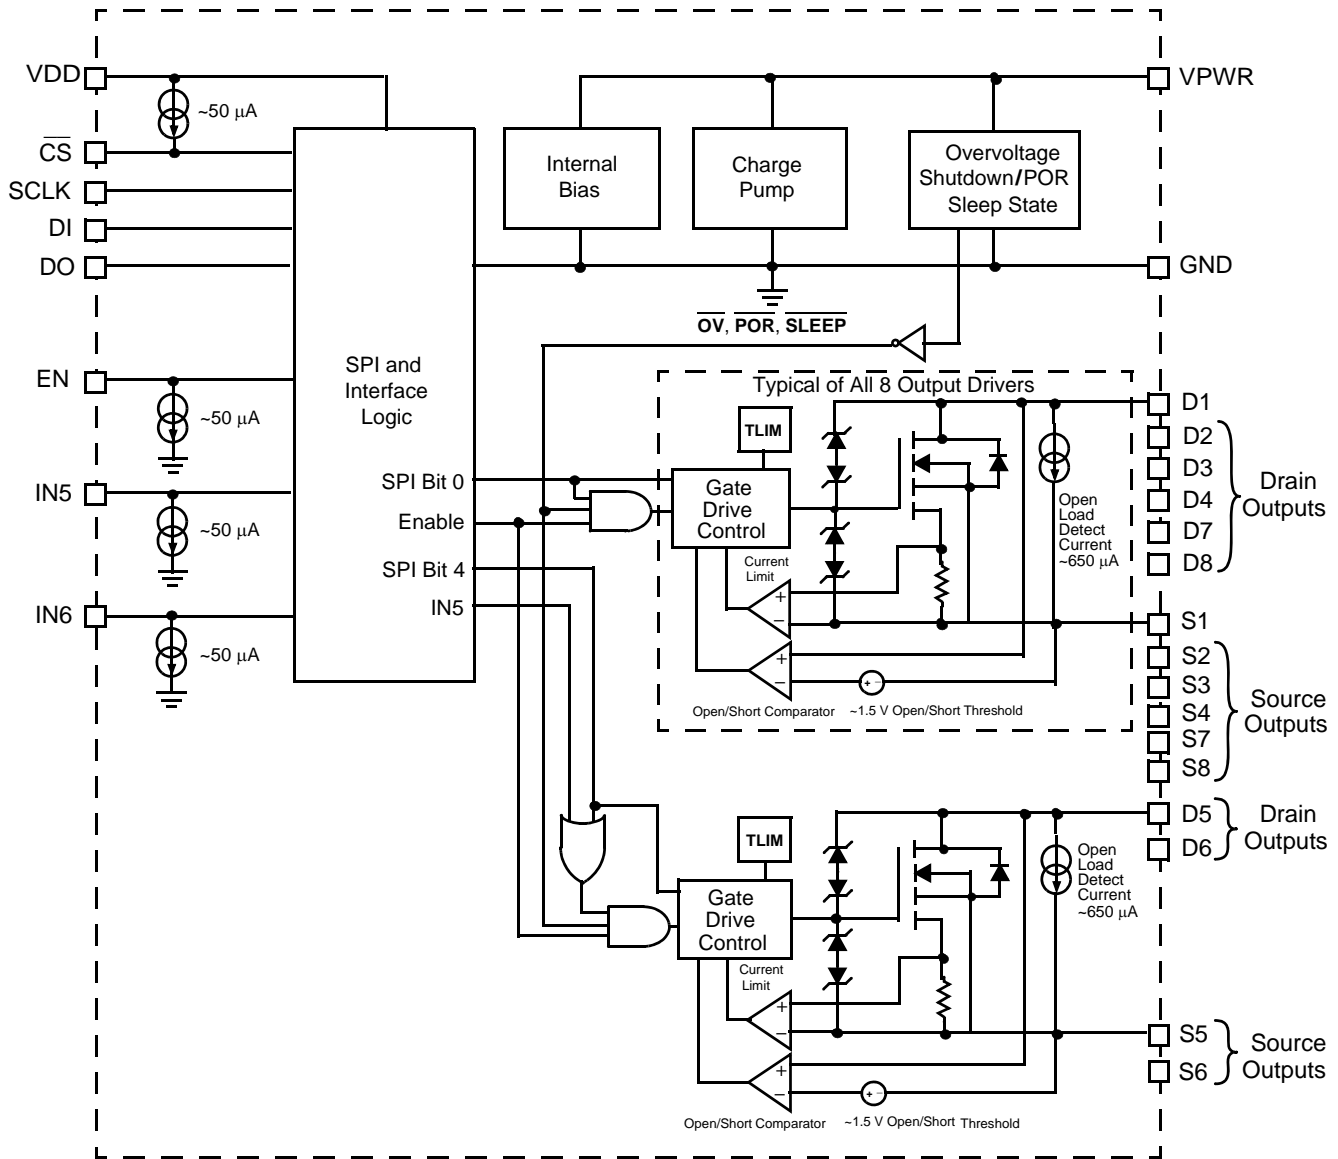 VDD
~50 µA
CS
SCLK
DI
DO
EN
~50 µA
IN5
~50 µA
IN6
~50 µA
SPI and
Interface
Logic
SPI Bit 0
Enable
SPI Bit 4
IN5
Internal
Bias
Charge
Pump
Overvoltage
Shutdown/POR
Sleep State
VPWR
GND
OV, POR, SLEEP
Typical of All 8 Output Drivers
TLIM
Gate
Drive
Control
Current
Limit
+
–
+
–
+ –
Open
Load
Detect
Current
~650 µA
Open/Short Comparator
~1.5 V Open/Short Threshold
D1
D2
D3
D4
D7
D8
Drain
Outputs
S1
S2
S3
S4
S7
S8
Source
Outputs
TLIM
Gate
Drive
Control
Current
Limit
+
–
+
–
+ –
Open
Load
Detect
Current
~650 µA
Open/Short Comparator
~1.5 V Open/Short Threshold
D5
D6
Drain
Outputs
S5
S6
Source
Outputs